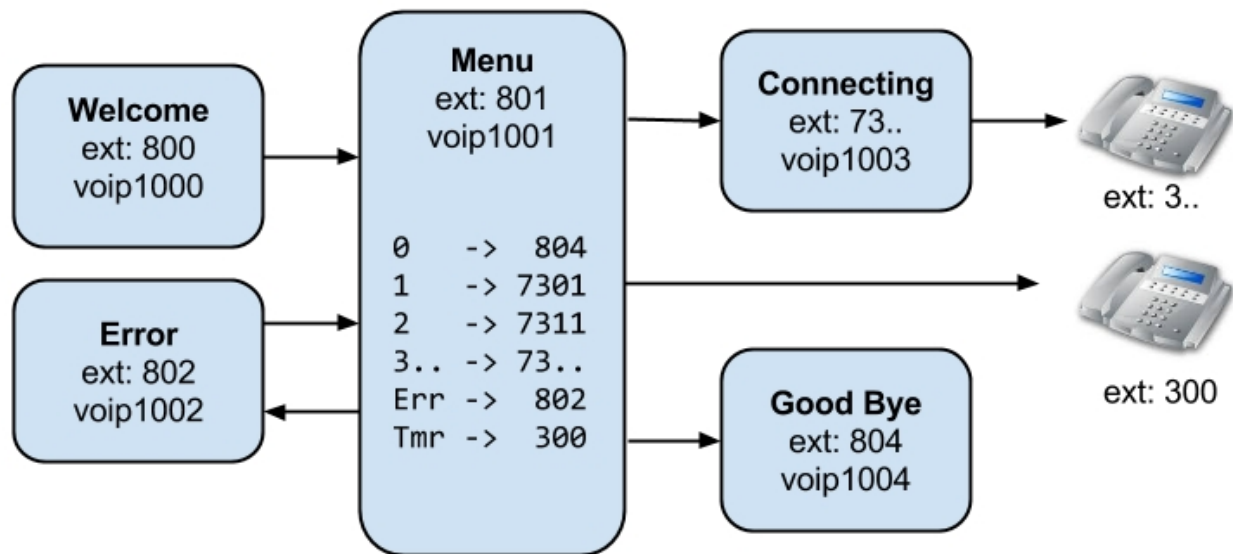 Welcome
ext: 800
voip1000
Error
ext: 802
voip1002
Menu
ext: 801
voip1001
0 -> 804
1 -> 7301
2 -> 7311
3.. -> 73..
Err -> 802
Tmr -> 300
Connecting
ext: 73..
voip1003
ext: 3..
ext: 300
Good Bye
ext: 804
voip1004